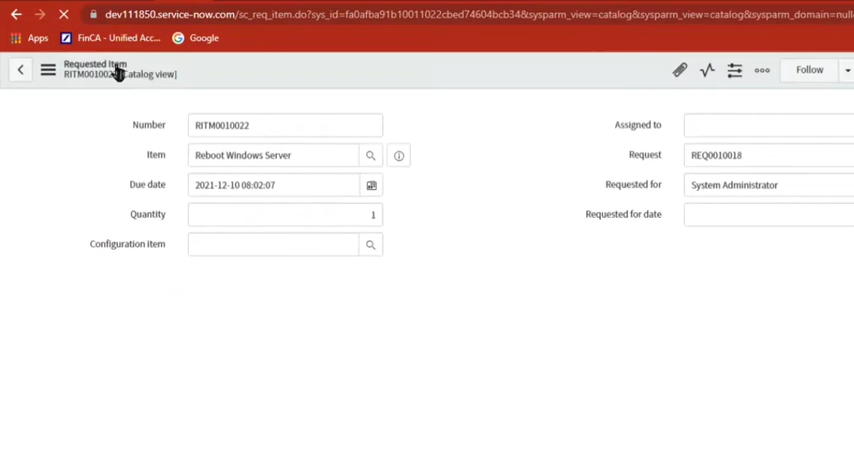 dev111850.service-now.com/sc_req_item.do?sys_id=fa0afba91b10011022cbed74604bcb34&sysparm_view=catalog&sysparm_view=catalog&sysparm_domain=null
Apps FinCA - Unified Acc... Google
Requested Item
[Catalog view]
Follow
Number RITM0010022 Assigned to
Item Reboot Windows Server Request REQ0010018
Due date 2021-12-10 08:02:07 Requested for System Administrator
Quantity 1 Requested for date
Configuration item